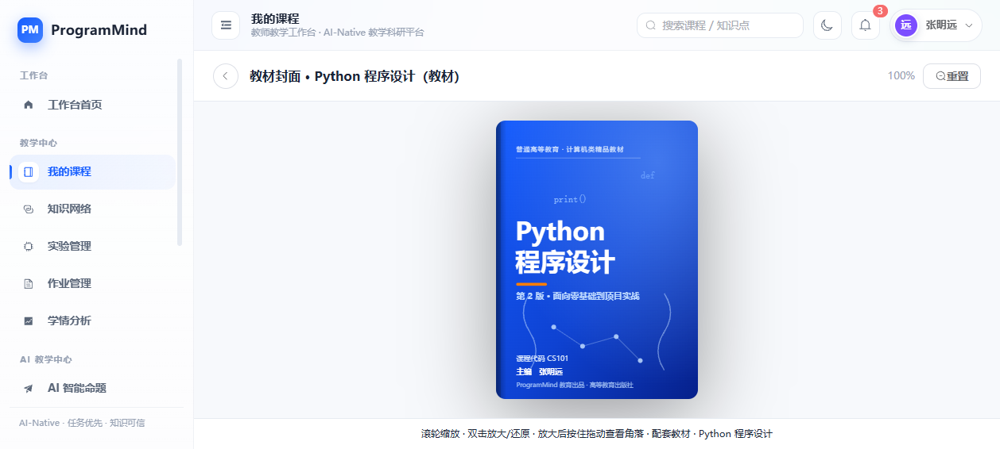 PM ProgramMind
工作台
工作台首页
教学中心
我的课程
知识网络
实验管理
作业管理
学情分析
AI 教学中心
AI 智能命题
AI-Native · 任务优先 · 知识可信
我的课程
教师教学工作台 · AI-Native 教学科研平台
搜索课程 / 知识点
3
远 张明远
教材封面 • Python 程序设计（教材）
100%
重置
普通高等教育 · 计算机类精品教材
def
print()
Python
程序设计
第 2 版 • 面向零基础到项目实战
课程代码 CS101
主编 张明远
ProgramMind 教育出品 · 高等教育出版社
滚轮缩放 · 双击放大/还原 · 放大后按住拖动查看角落 · 配套教材 · Python 程序设计